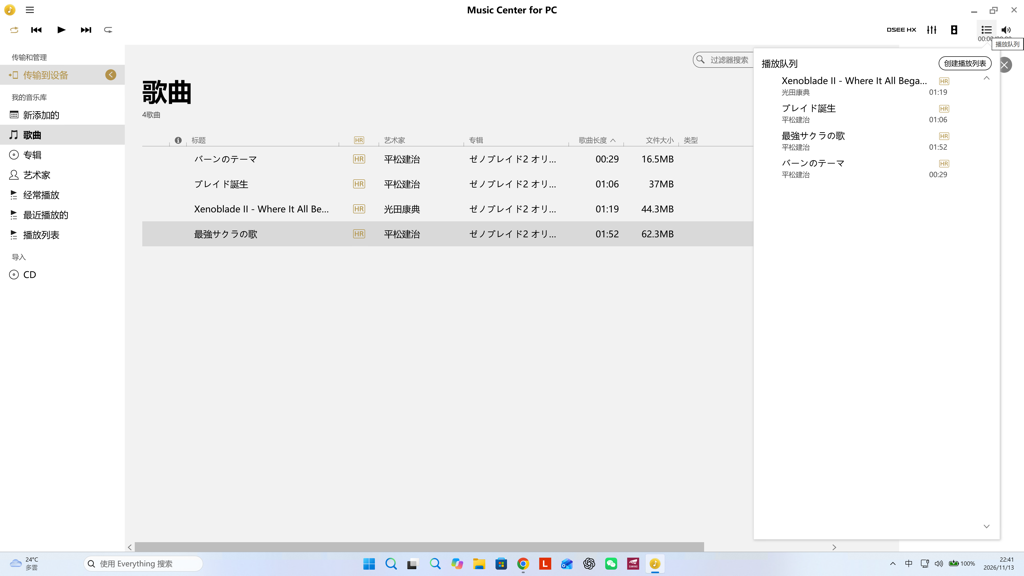 Music Center for PC
DSEE HX
播放队列
传输和管理
传输到设备
我的音乐库
新添加的
歌曲
专辑
艺术家
经常播放
最近播放的
播放列表
导入
CD
歌曲
4歌曲
过滤器搜索
标题 HR 艺术家 专辑 歌曲长度 文件大小 类型
バーンのテーマ HR 平松建治 ゼノブレイド2 オリ... 00:29 16.5MB
ブレイド誕生 HR 平松建治 ゼノブレイド2 オリ... 01:06 37MB
Xenoblade II - Where It All Be... HR 光田康典 ゼノブレイド2 オリ... 01:19 44.3MB
最強サクラの歌 HR 平松建治 ゼノブレイド2 オリ... 01:52 62.3MB
播放队列 创建播放列表
Xenoblade II - Where It All Bega... HR
光田康典 01:19
ブレイド誕生 HR
平松建治 01:06
最強サクラの歌 HR
平松建治 01:52
バーンのテーマ HR
平松建治 00:29
24°C
多雲
使用 Everything 搜索
中
100%
22:41
2026/11/13